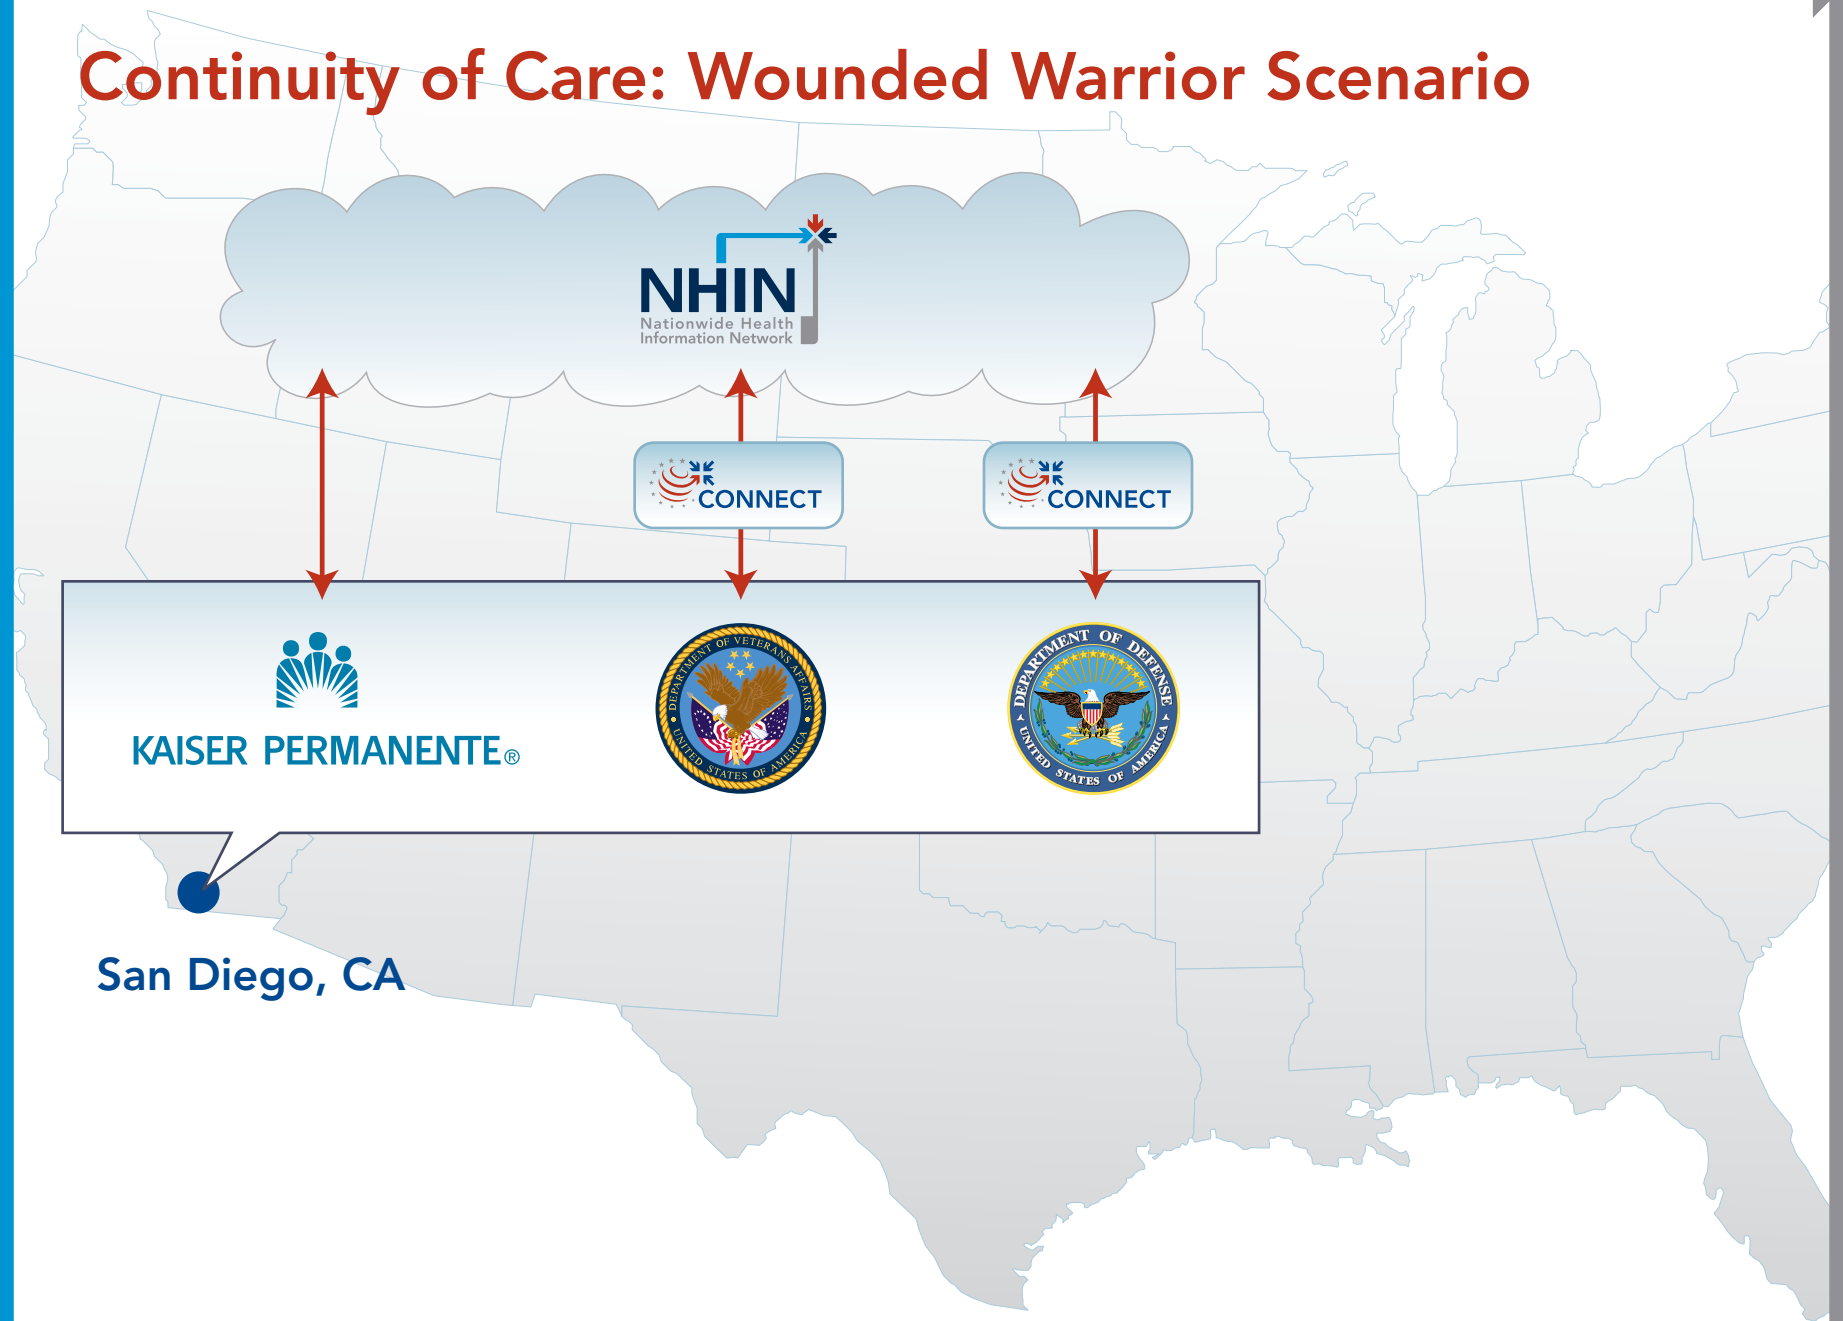 Continuity of Care: Wounded Warrior Scenario
NHIN
Nationwide Health
Information Network
CONNECT
CONNECT
KAISER PERMANENTE®
DEPARTMENT OF VETERANS AFFAIRS
UNITED STATES OF AMERICA
DEPARTMENT OF DEFENSE
UNITED STATES OF AMERICA
San Diego, CA